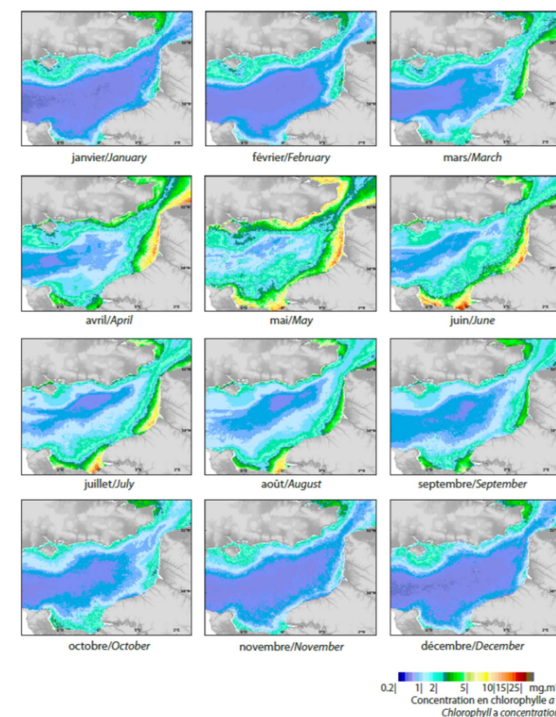 janvier/January
février/February
mars/March
avril/April
mai/May
juin/June
juillet/July
août/August
septembre/September
octobre/October
novembre/November
décembre/December
0.2| 1| 2| 5| 10|15|25| mg.m
Concentration en chlorophylle a
Chlorophyll a concentration